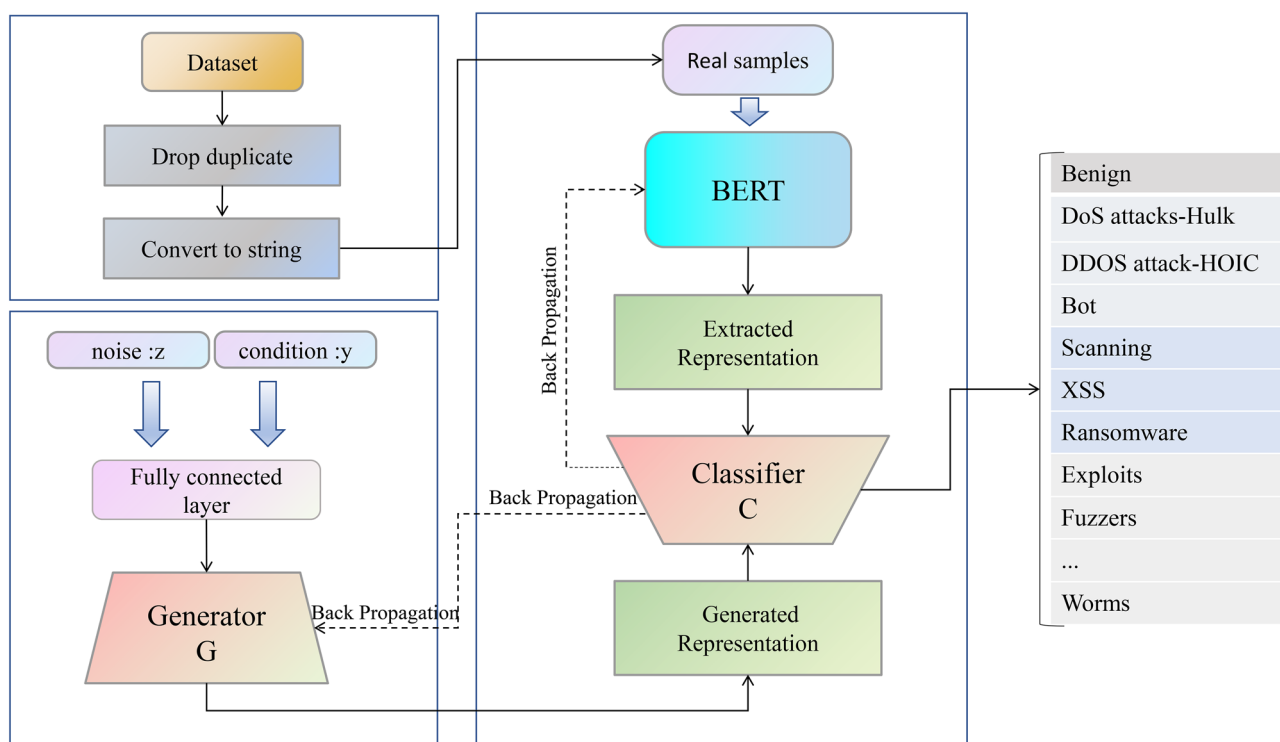 Dataset
Drop duplicate
Convert to string
noise :z
condition :y
Fully connected
layer
Generator
G
Back Propagation
Real samples
BERT
Back Propagation
Extracted
Representation
Classifier
C
Back Propagation
Generated
Representation
Benign
DoS attacks-Hulk
DDOS attack-HOIC
Bot
Scanning
XSS
Ransomware
Exploits
Fuzzers
...
Worms